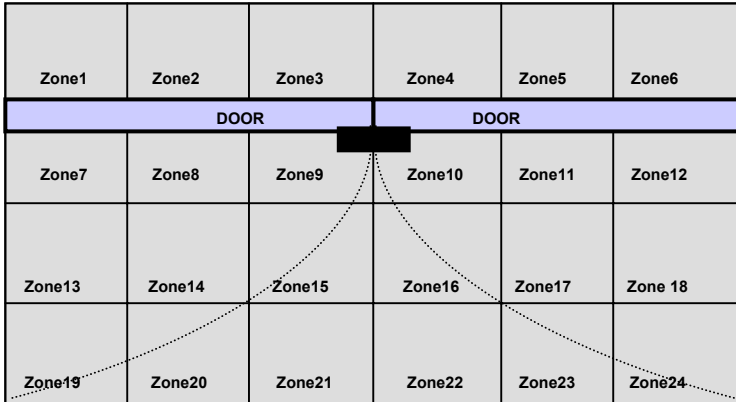 Zone1 Zone2 Zone3 Zone4 Zone5 Zone6
DOOR DOOR
Zone7 Zone8 Zone9 Zone10 Zone11 Zone12
Zone13 Zone14 Zone15 Zone16 Zone17 Zone 18
Zone19 Zone20 Zone21 Zone22 Zone23 Zone24